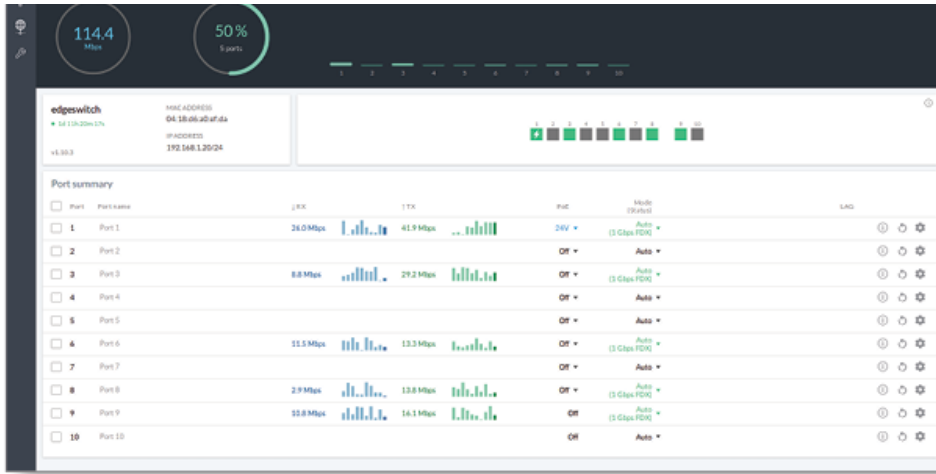 114.4
Mbps
50 %
5 ports
1 2 3 4 5 6 7 8 9 10
edgeswitch
MAC ADDRESS
04:18:d6:a0:af:da
IP ADDRESS
192.168.1.20/24
v1.10.3
1 2 3 4 5 6 7 8 9 10
Port summary
Port Port name ↓RX ↑TX PoE Mode (Status) LAG
1 Port 1 26.0 Mbps 41.9 Mbps 24V Auto (1 Gbps FDX)
2 Port 2 Off Auto
3 Port 3 8.8 Mbps 29.2 Mbps Off Auto (1 Gbps FDX)
4 Port 4 Off Auto
5 Port 5 Off Auto
6 Port 6 11.5 Mbps 13.3 Mbps Off Auto (1 Gbps FDX)
7 Port 7 Off Auto
8 Port 8 2.9 Mbps 13.8 Mbps Off Auto (1 Gbps FDX)
9 Port 9 10.8 Mbps 16.1 Mbps Off Auto (1 Gbps FDX)
10 Port 10 Off Auto